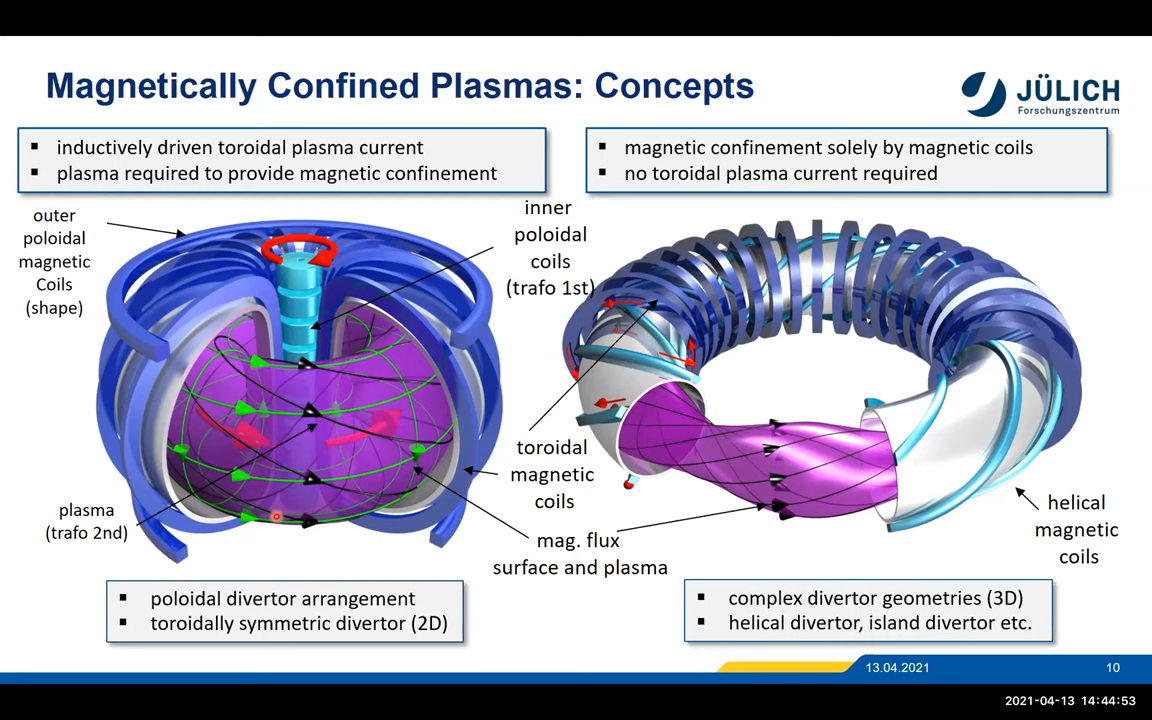 Magnetically Confined Plasmas: Concepts
JÜLICH
Forschungszentrum
▪ inductively driven toroidal plasma current
▪ plasma required to provide magnetic confinement
▪ magnetic confinement solely by magnetic coils
▪ no toroidal plasma current required
outer
poloidal
magnetic
Coils
(shape)
inner
poloidal
coils
(trafo 1st)
toroidal
magnetic
coils
plasma
(trafo 2nd)
mag. flux
surface and plasma
helical
magnetic
coils
▪ poloidal divertor arrangement
▪ toroidally symmetric divertor (2D)
▪ complex divertor geometries (3D)
▪ helical divertor, island divertor etc.
13.04.2021
10
2021-04-13 14:44:53